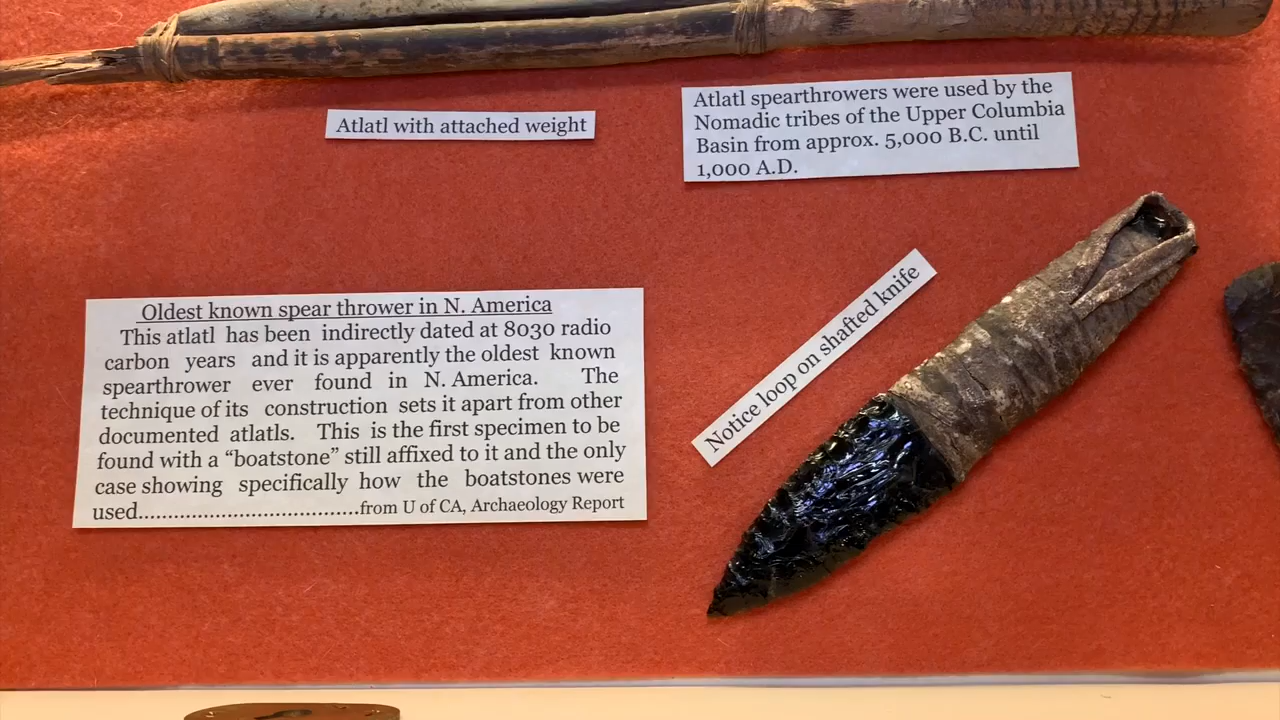 Atlatl with attached weight
Atlatl spearthrowers were used by the
Nomadic tribes of the Upper Columbia
Basin from approx. 5,000 B.C. until
1,000 A.D.
Notice loop on shafted knife
Oldest known spear thrower in N. America
This atlatl has been indirectly dated at 8030 radio
carbon years and it is apparently the oldest known
spearthrower ever found in N. America. The
technique of its construction sets it apart from other
documented atlatls. This is the first specimen to be
found with a “boatstone” still affixed to it and the only
case showing specifically how the boatstones were
used.....................................from U of CA, Archaeology Report